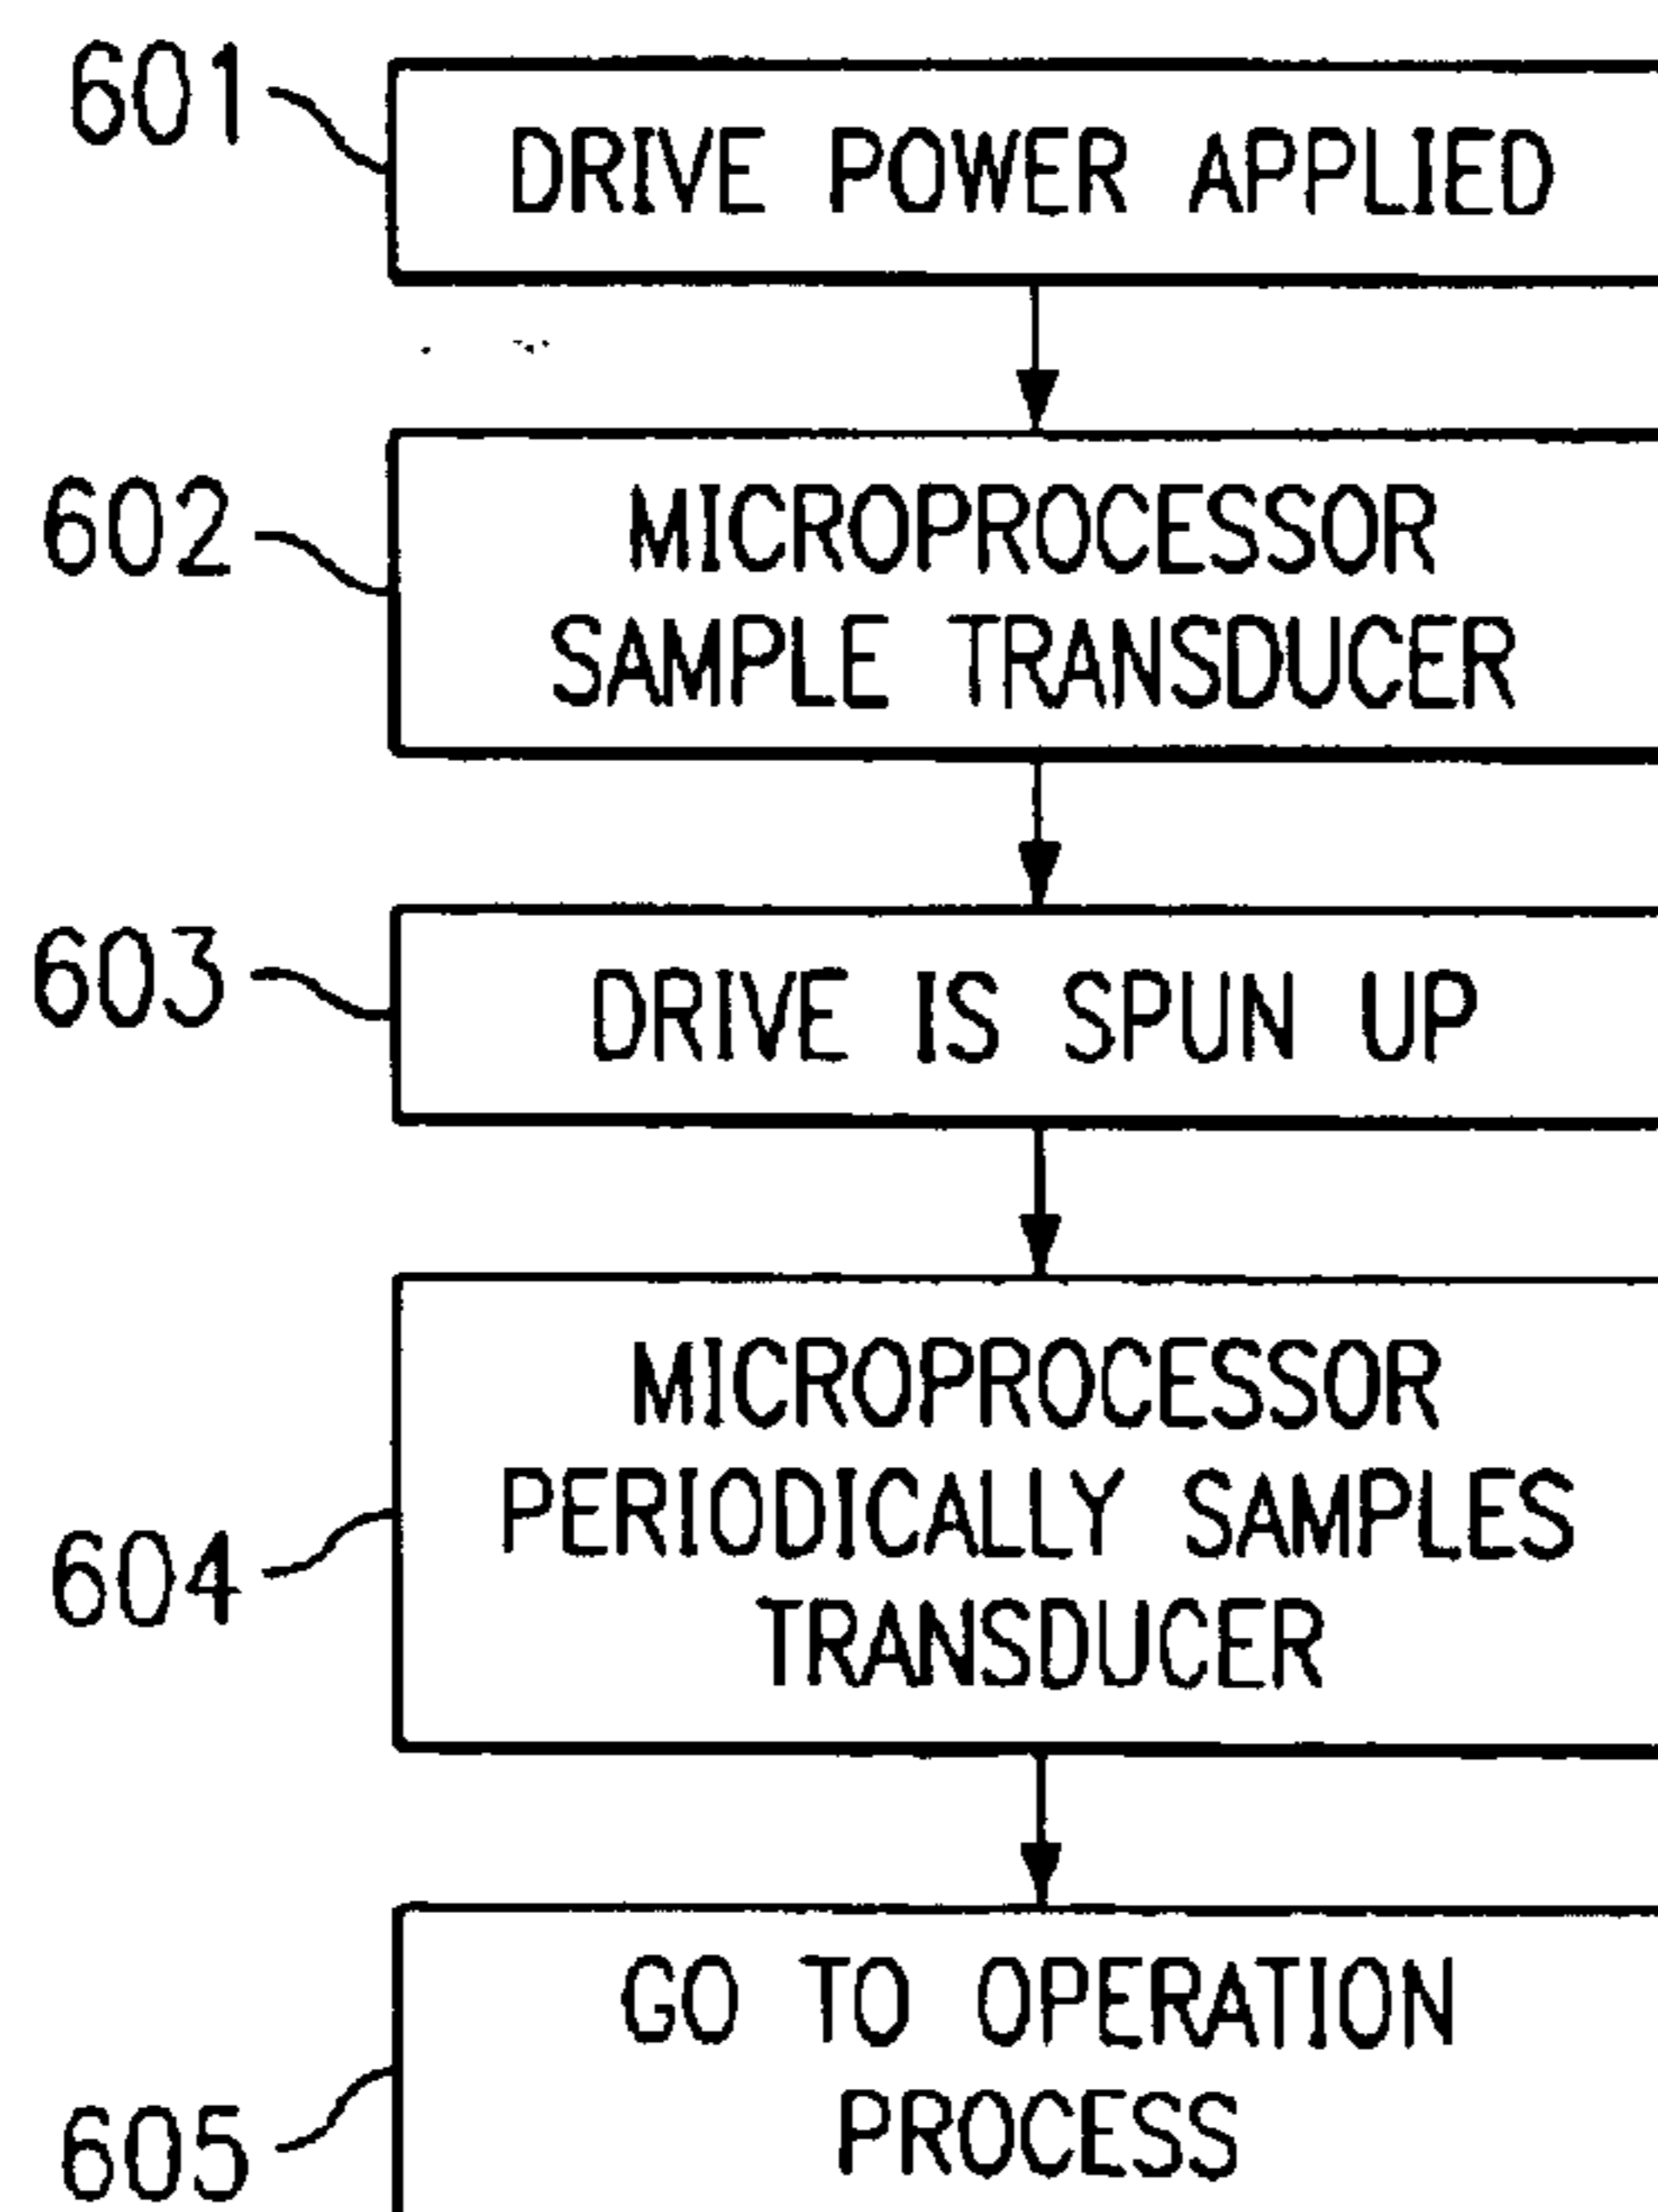 601
DRIVE POWER APPLIED
602
MICROPROCESSOR
SAMPLE TRANSDUCER
603
DRIVE IS SPUN UP
604
MICROPROCESSOR
PERIODICALLY SAMPLES
TRANSDUCER
605
GO TO OPERATION
PROCESS